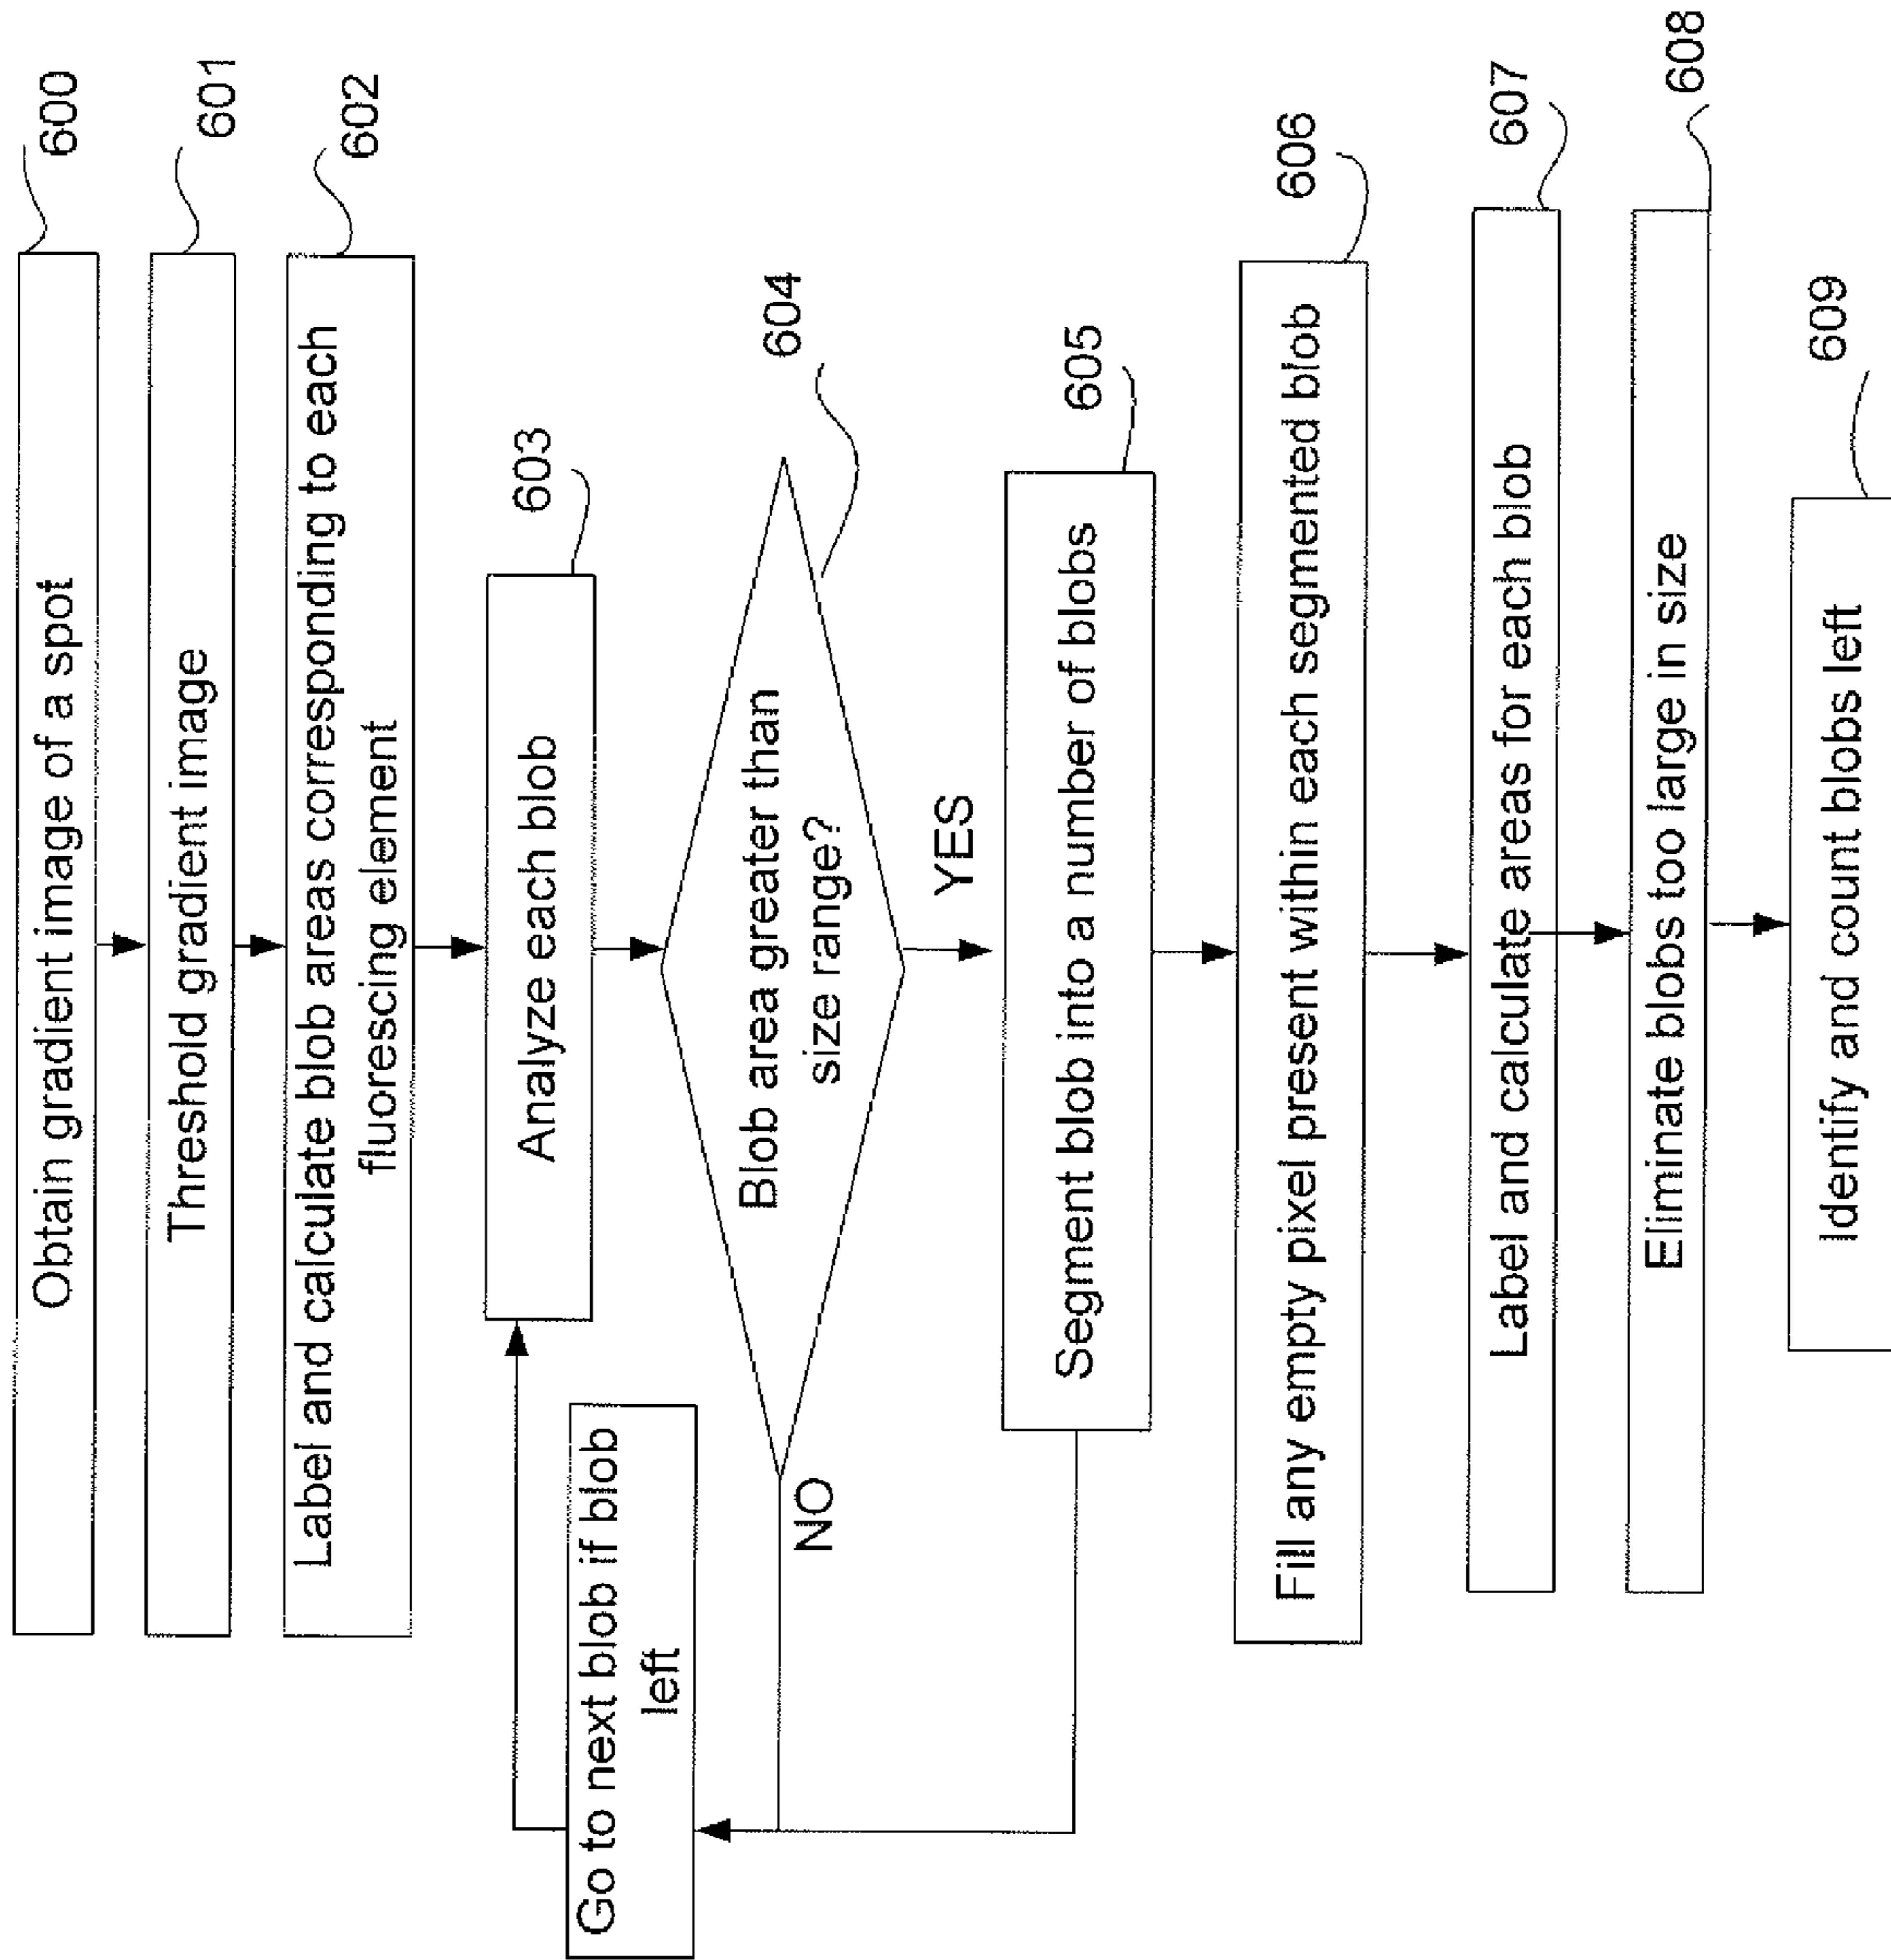 600
Obtain gradient image of a spot
601
Threshold gradient image
602
Label and calculate blob areas corresponding to each
fluorescing element
603
Analyze each blob
Go to next blob if blob
left
604
Blob area greater than
size range?
NO
YES
605
Segment blob into a number of blobs
606
Fill any empty pixel present within each segmented blob
607
Label and calculate areas for each blob
608
Eliminate blobs too large in size
609
Identify and count blobs left